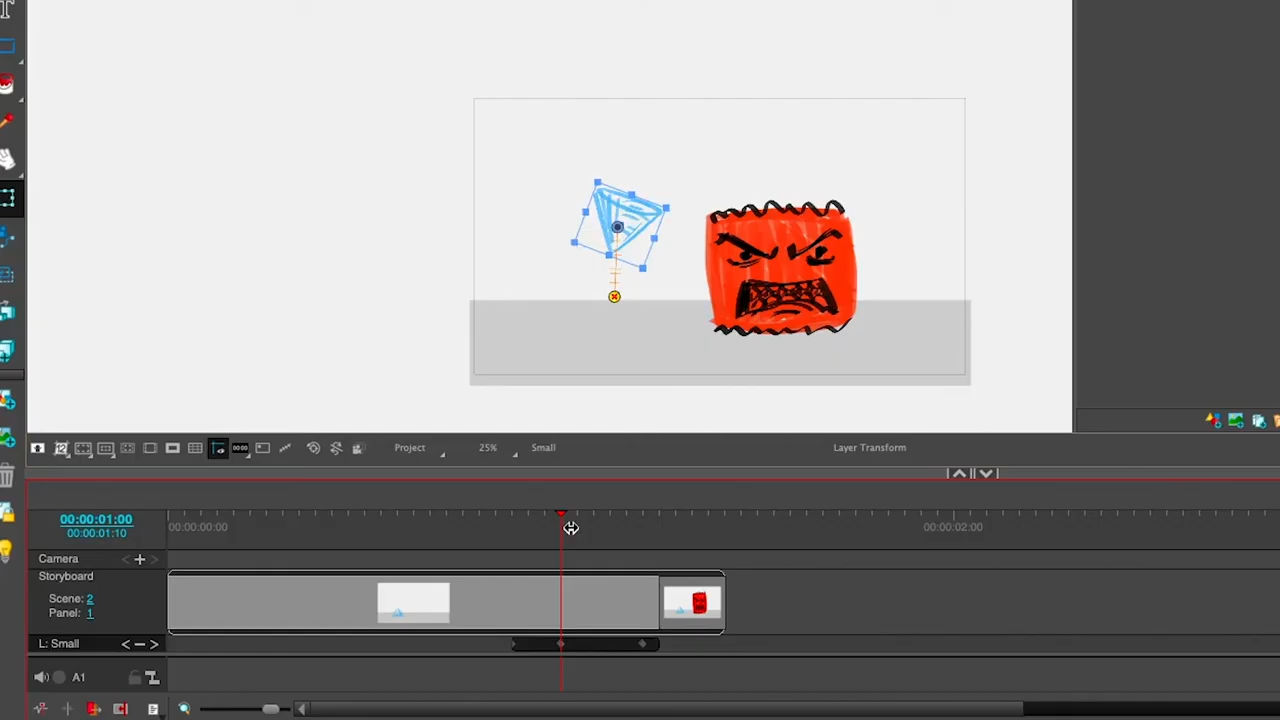 T
Project 25% Small Layer Transform
00:00:01:00
00:00:01:10
00:00:00:00 00:00:02:00
Camera
Storyboard
Scene: 2
Panel: 1
L: Small
A1